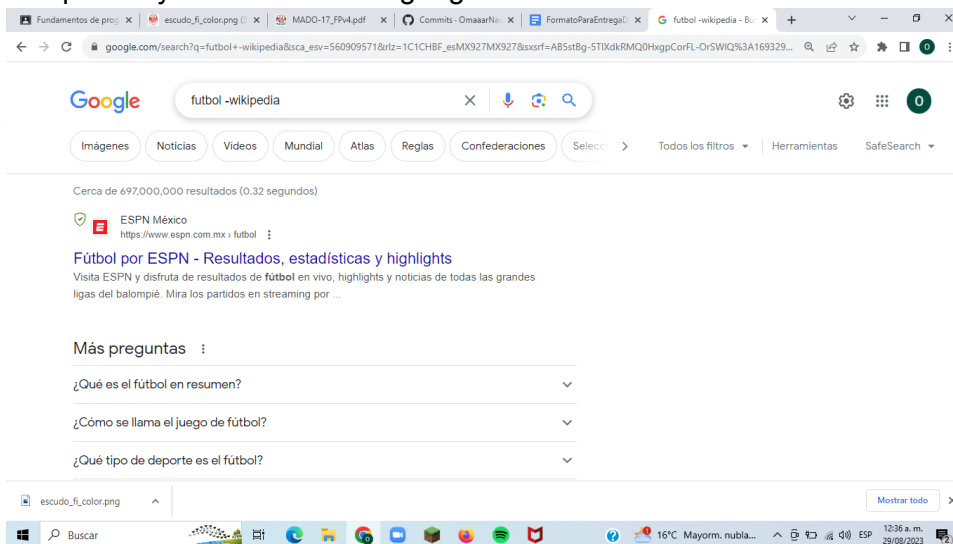 Fundamentos de prog
escudo_fi_color.png (
MADO-17_FPv4.pdf
Commits · OmaaarNa
FormatoParaEntregaD
futbol -wikipedia - Bu
google.com/search?q=futbol+-wikipedia&sca_esv=560909571&rlz=1C1CHBF_esMX927MX927&sxsrf=AB5stBg-5TlXdkRMQ0HxgpCorFL-OrSWlQ%3A169329...
O
Google
futbol -wikipedia
O
Imágenes
Noticias
Videos
Mundial
Atlas
Reglas
Confederaciones
Selecc
Todos los filtros
Herramientas
SafeSearch
Cerca de 697,000,000 resultados (0.32 segundos)
ESPN México
https://www.espn.com.mx › futbol
Fútbol por ESPN - Resultados, estadísticas y highlights
Visita ESPN y disfruta de resultados de fútbol en vivo, highlights y noticias de todas las grandes
ligas del balompié. Mira los partidos en streaming por ...
Más preguntas
¿Qué es el fútbol en resumen?
¿Cómo se llama el juego de fútbol?
¿Qué tipo de deporte es el fútbol?
escudo_fi_color.png
Mostrar todo
Buscar
16°C Mayorm. nubla...
ESP
12:36 a. m.
29/08/2023
2